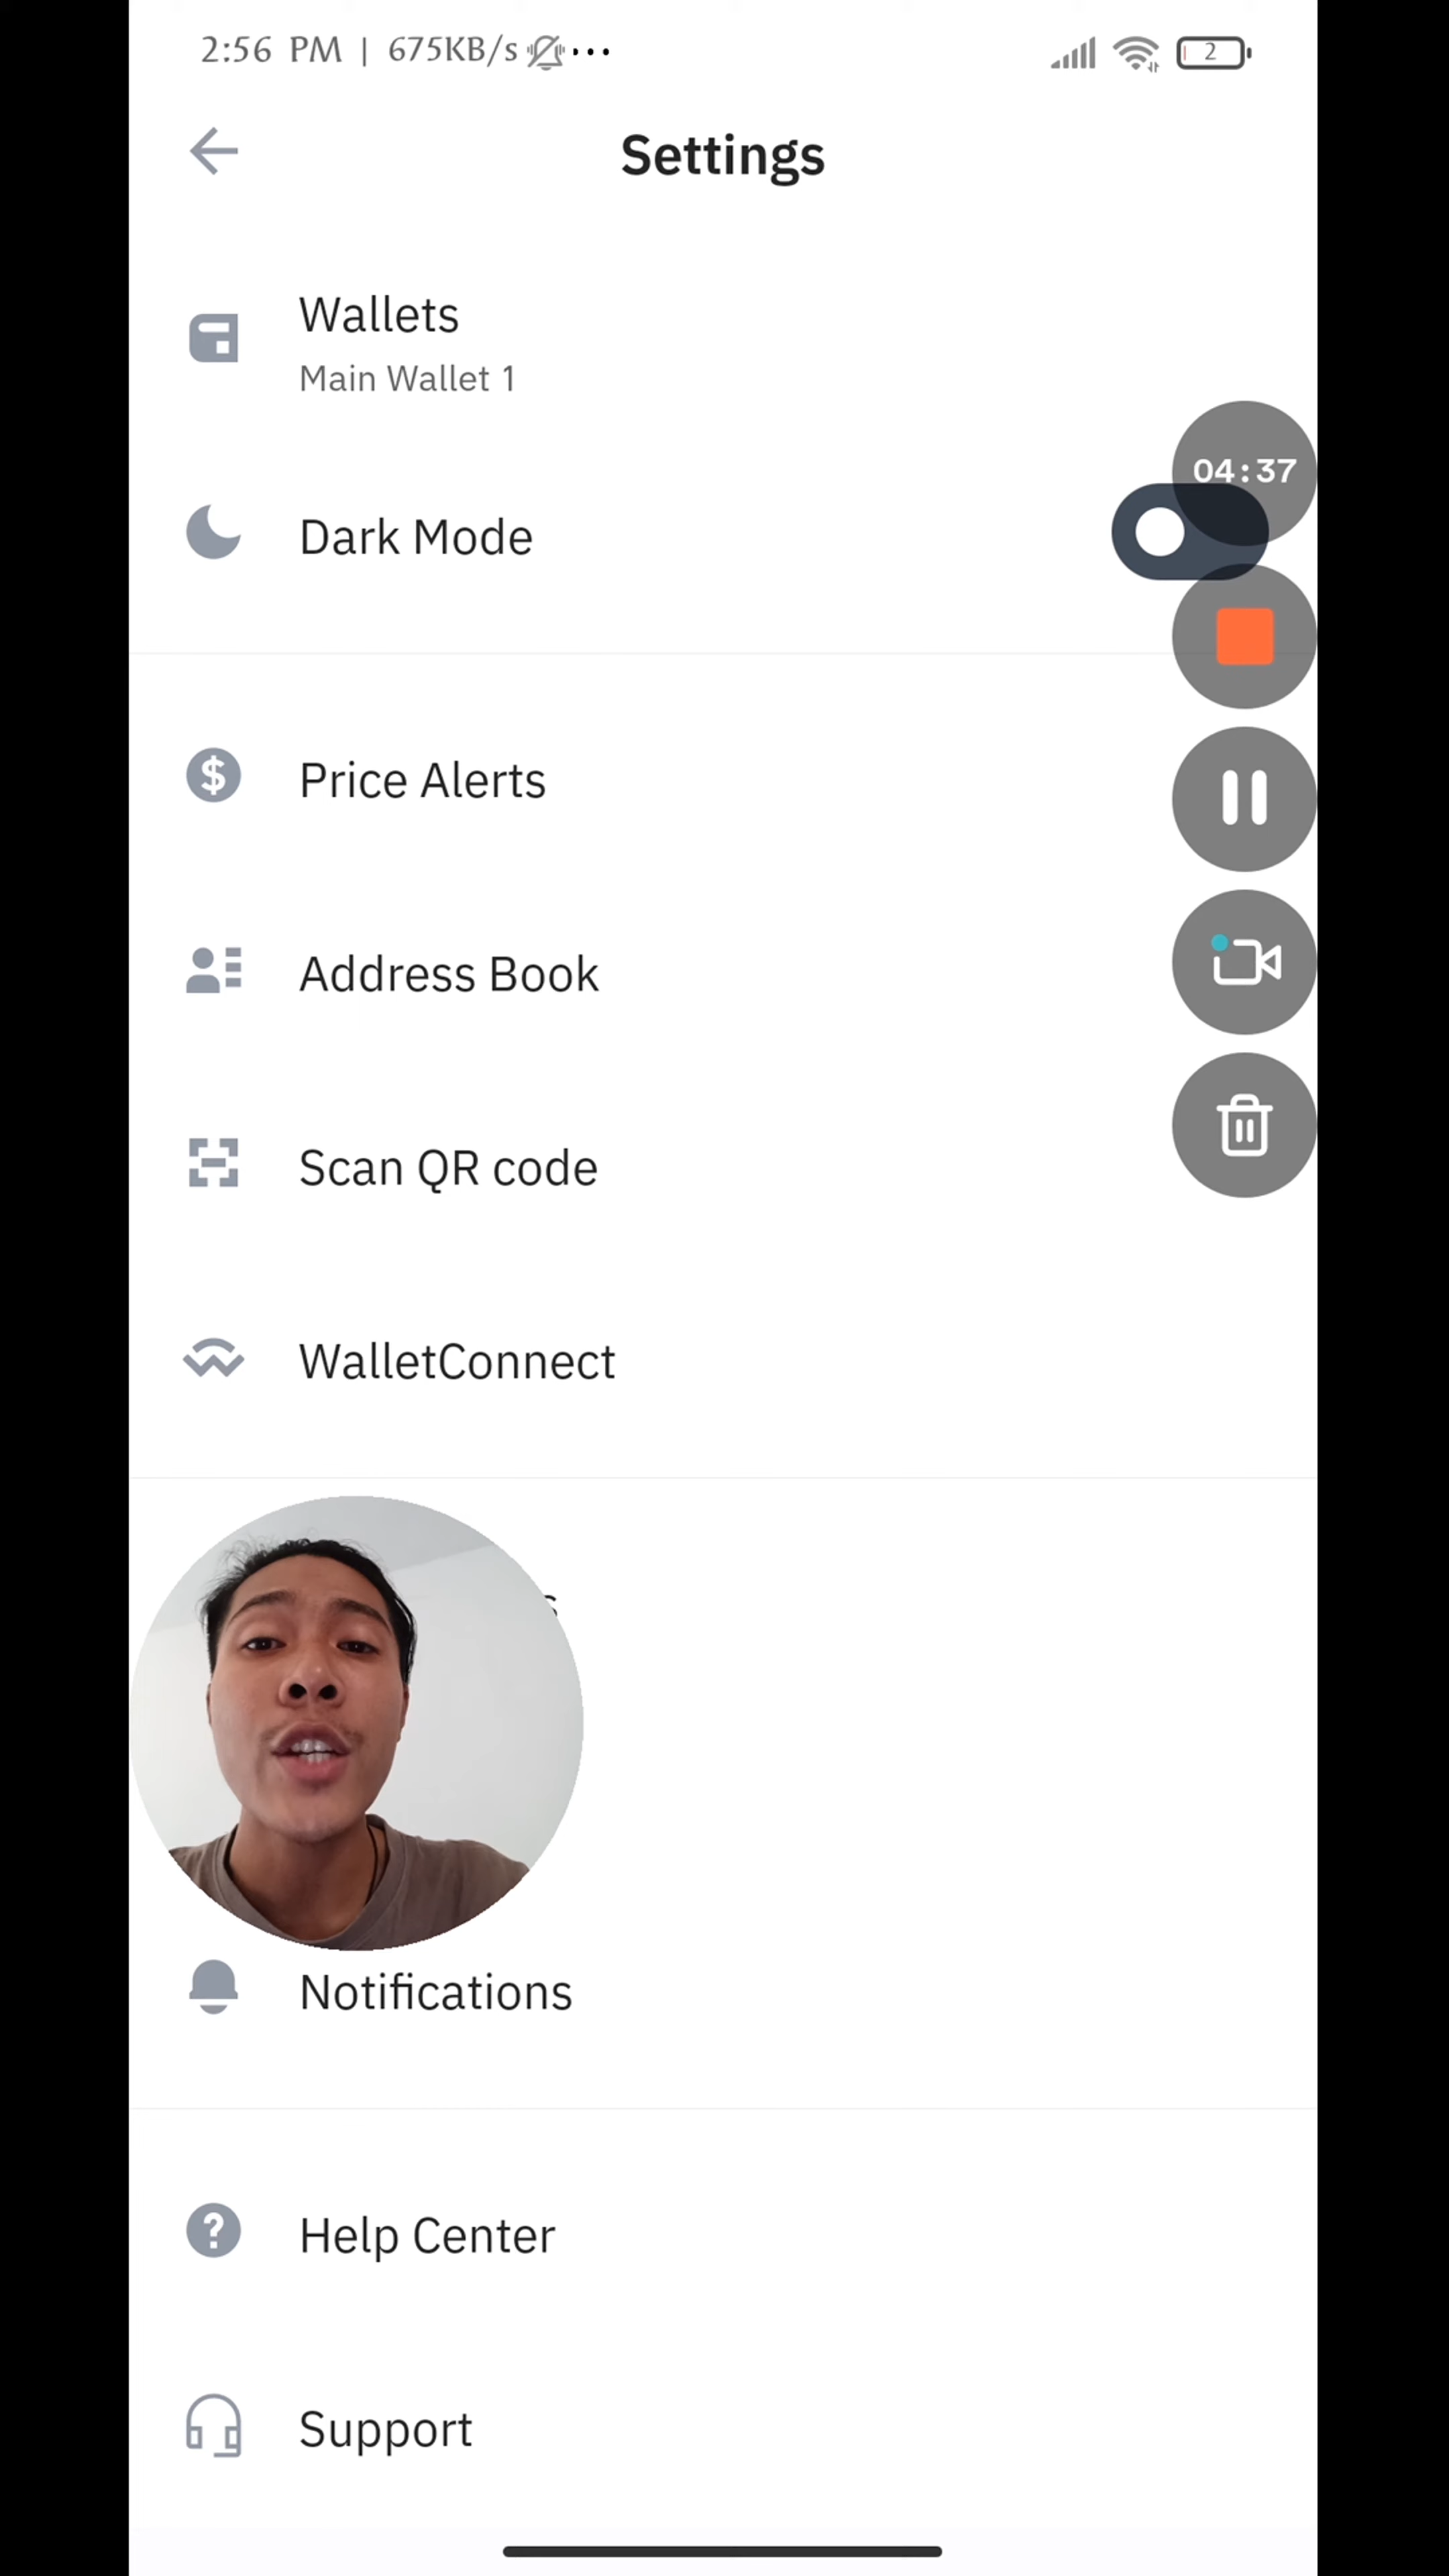 2:56 PM | 675KB/s ...
2
Settings
Wallets
Main Wallet 1
04:37
Dark Mode
Price Alerts
Address Book
Scan QR code
WalletConnect
Notifications
Help Center
Support